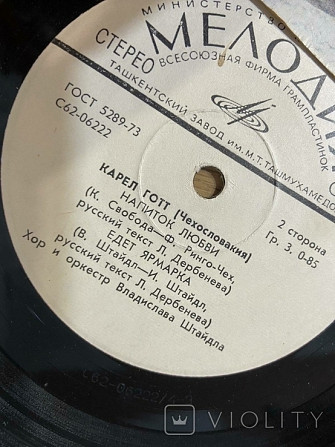 МИНИСТЕРСТВО
МЕЛОДИЯ
ВСЕСОЮЗНАЯ ФИРМА ГРАМПЛАСТИНОК
ТАШКЕНТСКИЙ ЗАВОД ИМ. М.Т. ТАШМУХАМЕДО
СТЕРЕО
ГОСТ 5289-73
С62-06222
2 сторона
Гр. 3. 0-85
КАРЕЛ ГОТТ (Чехословакия)
НАПИТОК ЛЮБВИ
(К. Свобода—Ф. Ринго-Чех,
русский текст Л. Дербенева)
ЕДЕТ ЯРМАРКА
(В. Штайдл—И. Штайдл,
русский текст Л. Дербенева)
Хор и оркестр Владислава Штайдла
VIOLITY